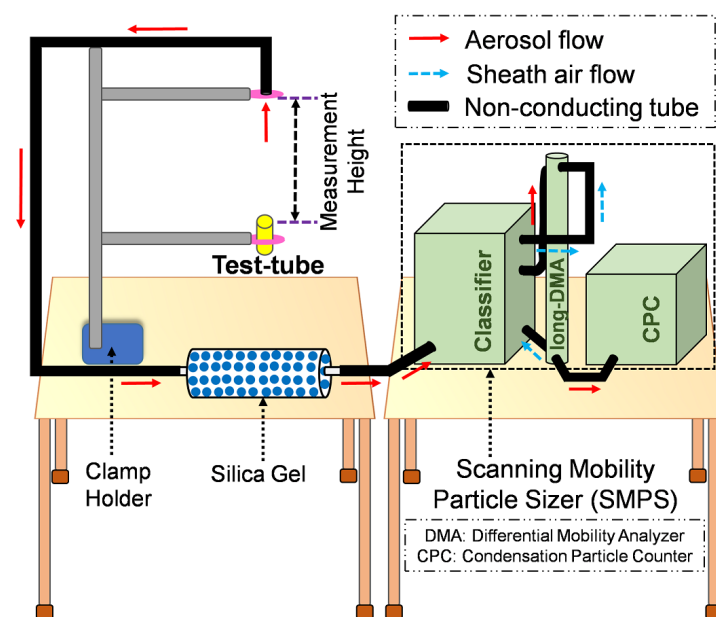 Aerosol flow
Sheath air flow
Non-conducting tube
Measurement
Height
Test-tube
Classifier
long-DMA
CPC
Clamp
Holder
Silica Gel
Scanning Mobility
Particle Sizer (SMPS)
DMA: Differential Mobility Analyzer
CPC: Condensation Particle Counter